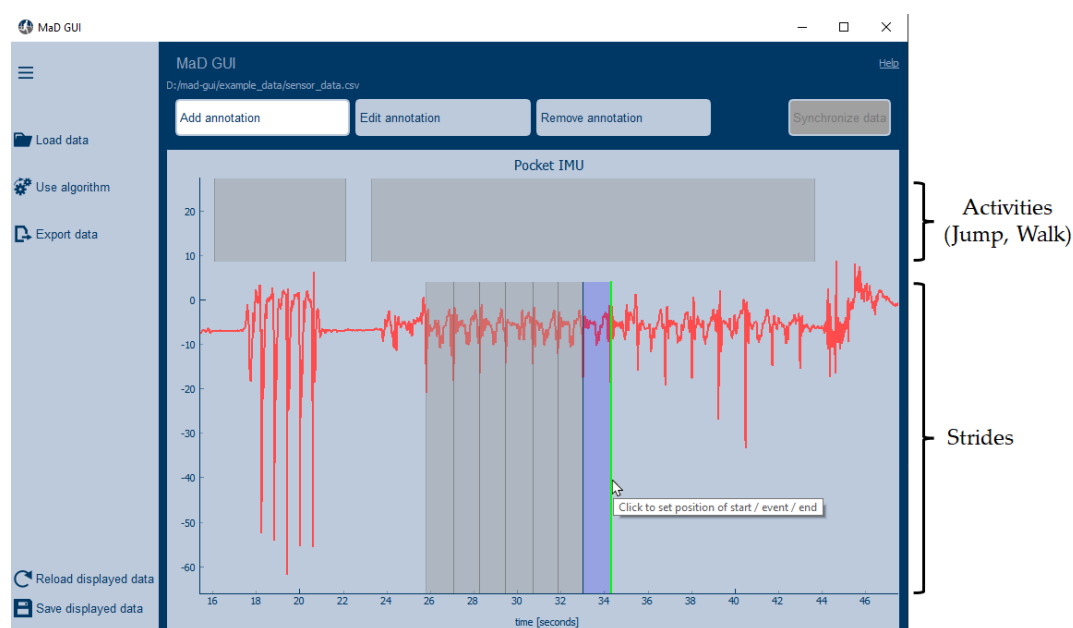 MaD GUI
MaD GUI
Help
D:/mad-gui/example_data/sensor_data.csv
Add annotation
Edit annotation
Remove annotation
Synchronize data
Load data
Use algorithm
Export data
Reload displayed data
Save displayed data
Pocket IMU
20
10
0
-10
-20
-30
-40
-50
-60
Click to set position of start / event / end
16 18 20 22 24 26 28 30 32 34 36 38 40 42 44 46
time [seconds]
Activities
(Jump, Walk)
Strides